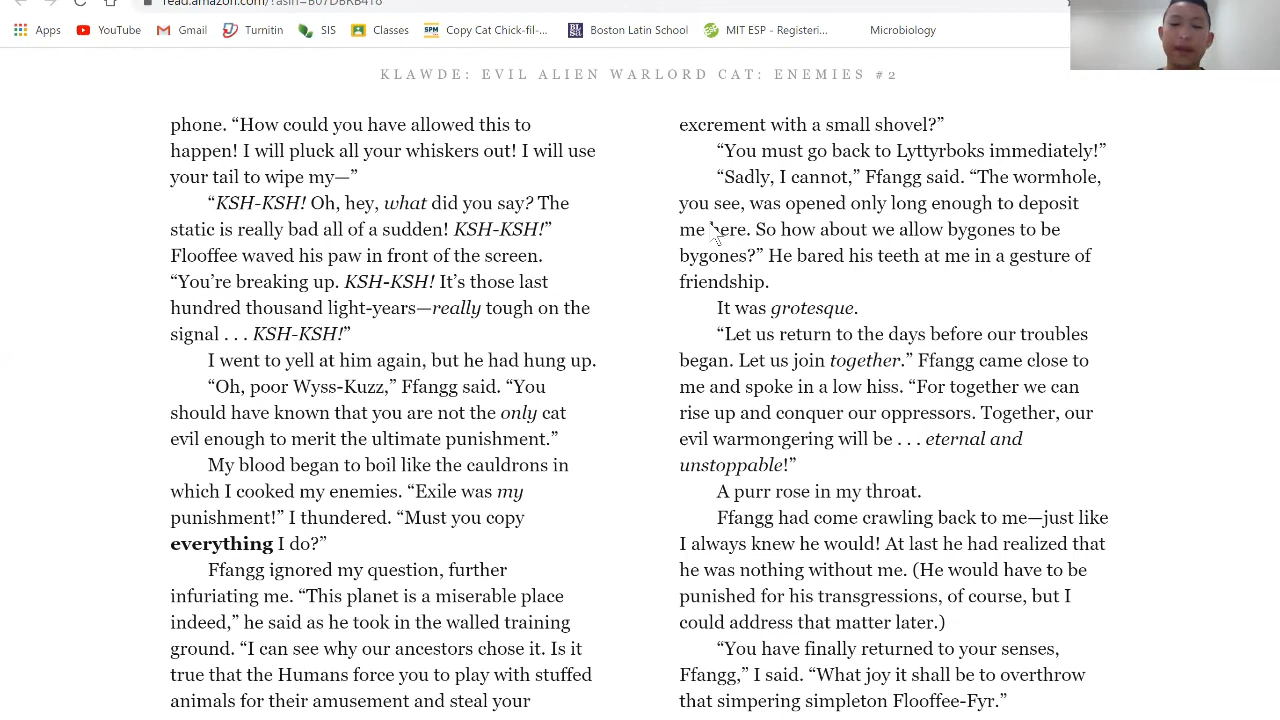 read.amazon.com/?asin=B07DBRB418
Apps YouTube Gmail Turnitin SIS Classes Copy Cat Chick-fil-... Boston Latin School MIT ESP - Registeri... Microbiology
KLAWDE: EVIL ALIEN WARLORD CAT: ENEMIES #2
phone. “How could you have allowed this to
happen! I will pluck all your whiskers out! I will use
your tail to wipe my—”
“KSH-KSH! Oh, hey, what did you say? The
static is really bad all of a sudden! KSH-KSH!”
Flooffee waved his paw in front of the screen.
“You’re breaking up. KSH-KSH! It’s those last
hundred thousand light-years—really tough on the
signal . . . KSH-KSH!”
I went to yell at him again, but he had hung up.
“Oh, poor Wyss-Kuzz,” Ffangg said. “You
should have known that you are not the only cat
evil enough to merit the ultimate punishment.”
My blood began to boil like the cauldrons in
which I cooked my enemies. “Exile was my
punishment!” I thundered. “Must you copy
everything I do?”
Ffangg ignored my question, further
infuriating me. “This planet is a miserable place
indeed,” he said as he took in the walled training
ground. “I can see why our ancestors chose it. Is it
true that the Humans force you to play with stuffed
animals for their amusement and steal your
excrement with a small shovel?”
“You must go back to Lyttyrboks immediately!”
“Sadly, I cannot,” Ffangg said. “The wormhole,
you see, was opened only long enough to deposit
me here. So how about we allow bygones to be
bygones?” He bared his teeth at me in a gesture of
friendship.
It was grotesque.
“Let us return to the days before our troubles
began. Let us join together.” Ffangg came close to
me and spoke in a low hiss. “For together we can
rise up and conquer our oppressors. Together, our
evil warmongering will be . . . eternal and
unstoppable!”
A purr rose in my throat.
Ffangg had come crawling back to me—just like
I always knew he would! At last he had realized that
he was nothing without me. (He would have to be
punished for his transgressions, of course, but I
could address that matter later.)
“You have finally returned to your senses,
Ffangg,” I said. “What joy it shall be to overthrow
that simpering simpleton Flooffee-Fyr.”